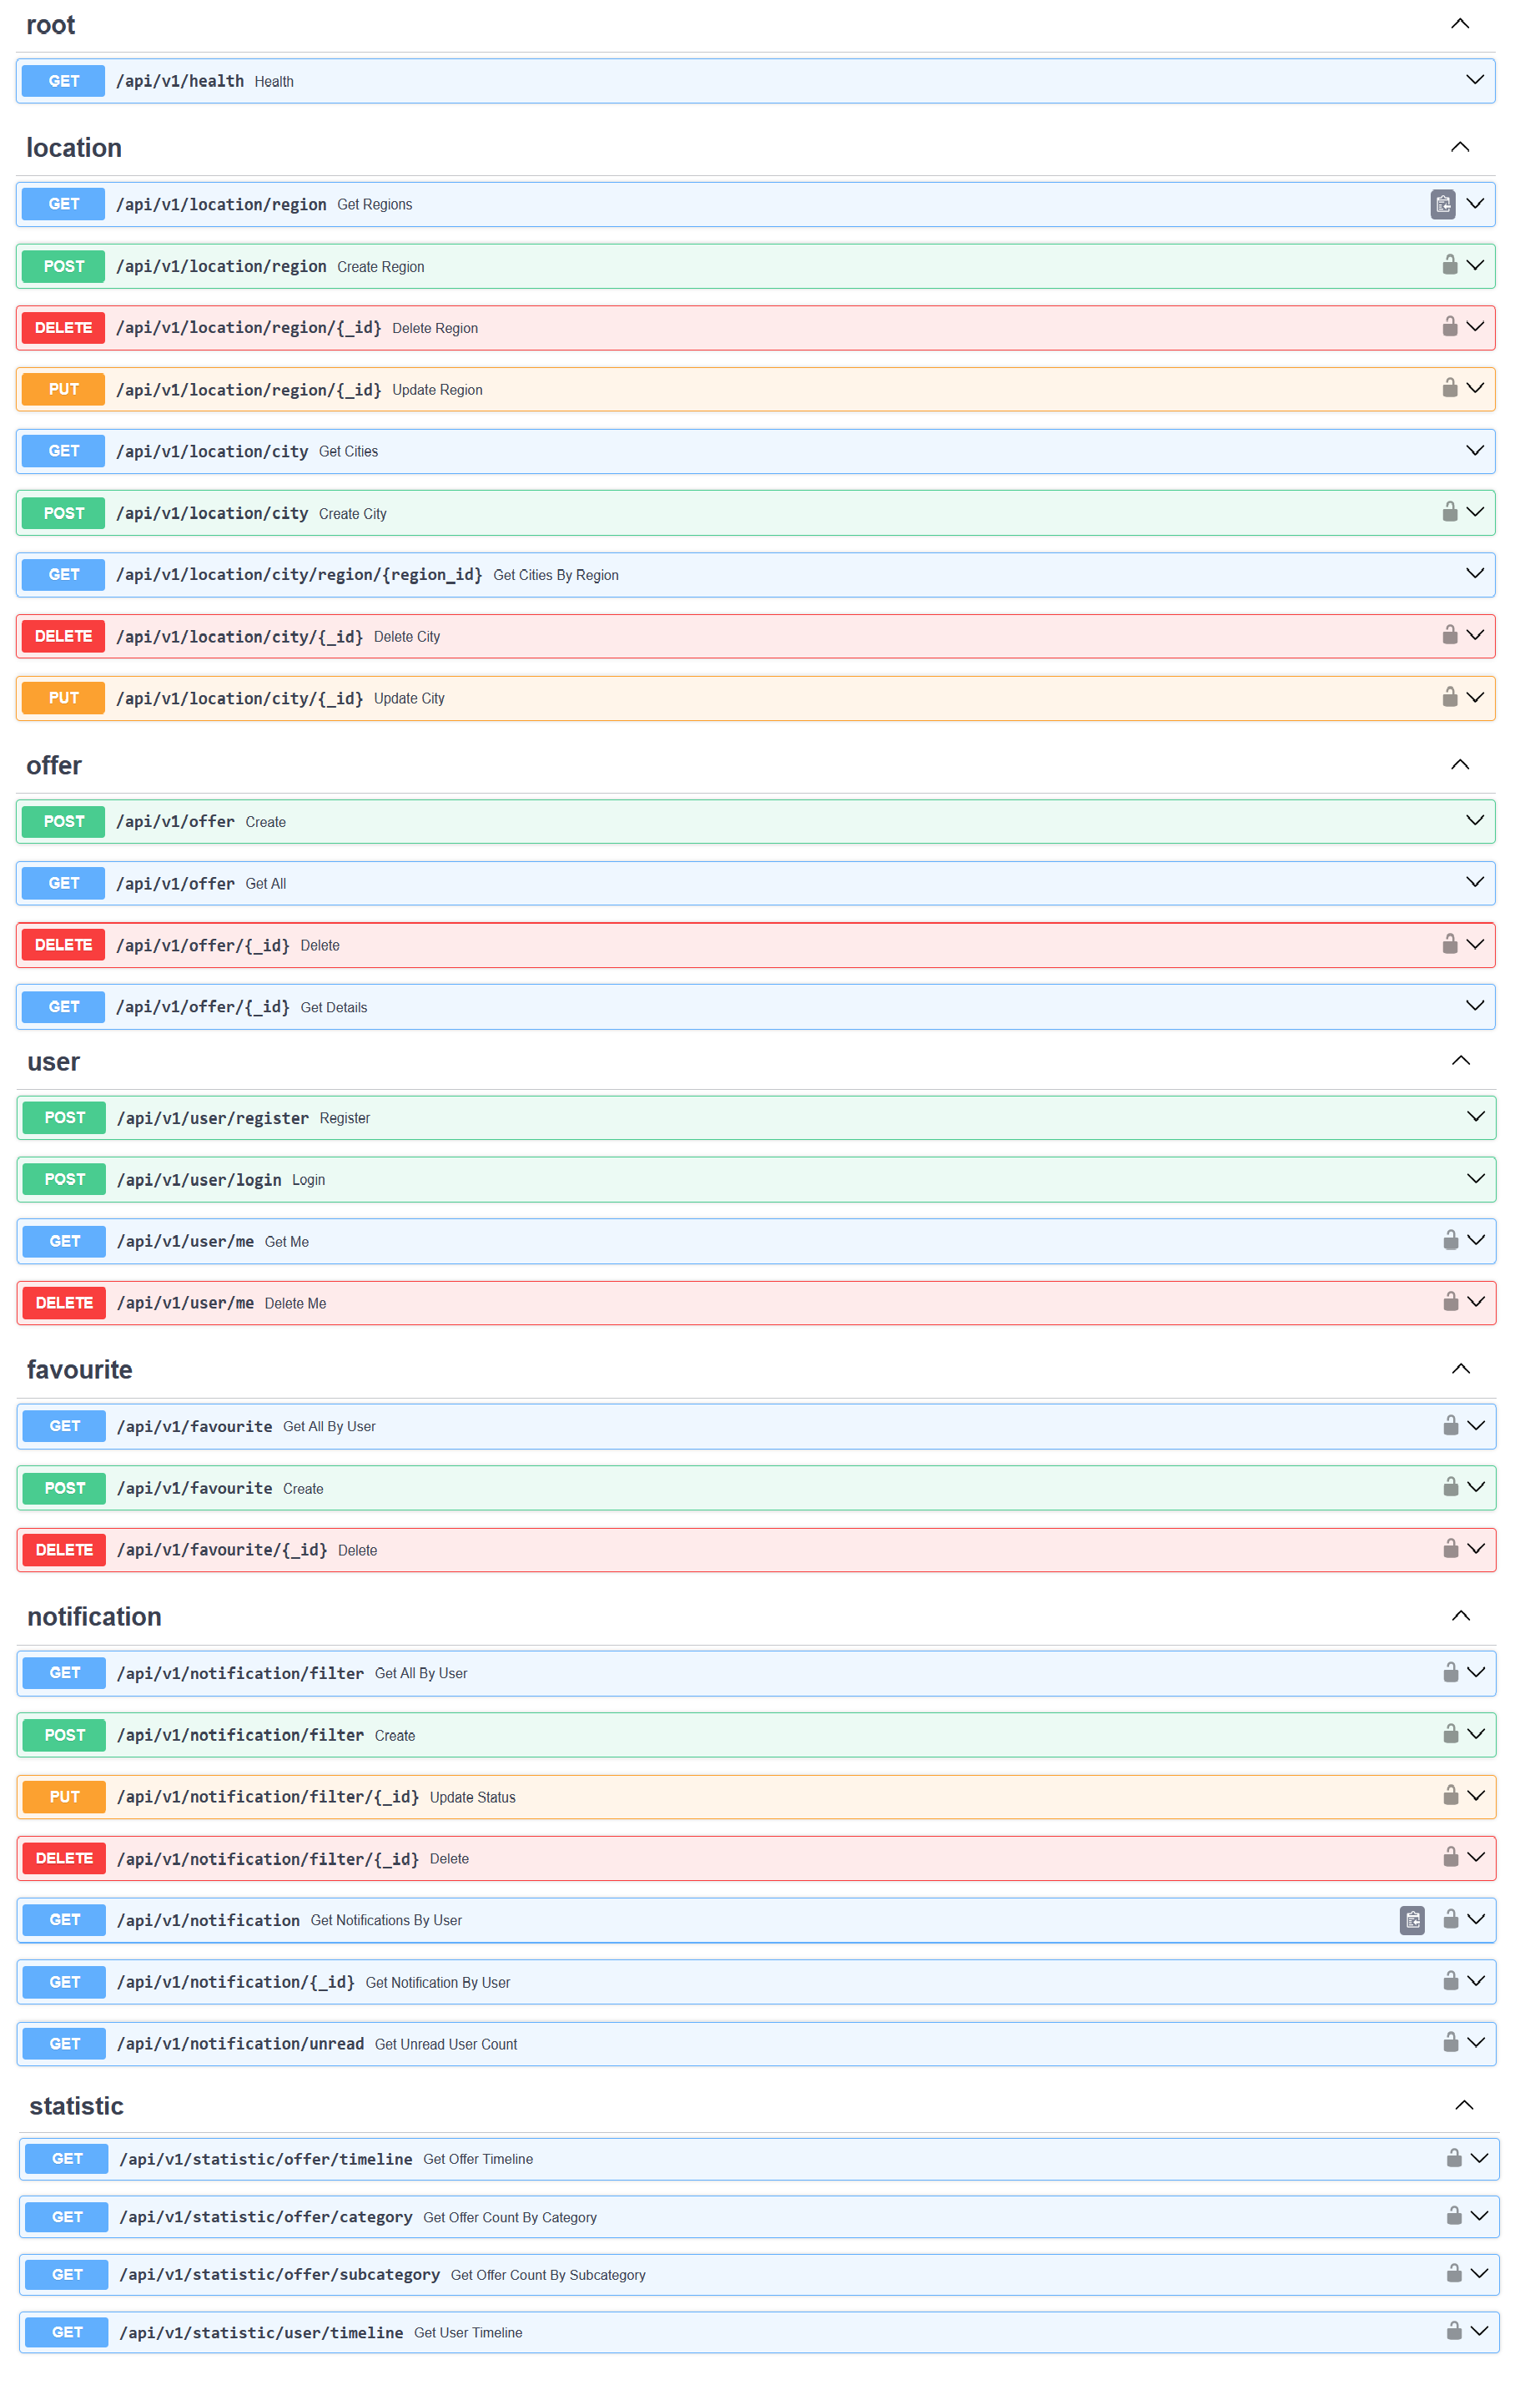 root
GET /api/v1/health Health
location
GET /api/v1/location/region Get Regions
POST /api/v1/location/region Create Region
DELETE /api/v1/location/region/{_id} Delete Region
PUT /api/v1/location/region/{_id} Update Region
GET /api/v1/location/city Get Cities
POST /api/v1/location/city Create City
GET /api/v1/location/city/region/{region_id} Get Cities By Region
DELETE /api/v1/location/city/{_id} Delete City
PUT /api/v1/location/city/{_id} Update City
offer
POST /api/v1/offer Create
GET /api/v1/offer Get All
DELETE /api/v1/offer/{_id} Delete
GET /api/v1/offer/{_id} Get Details
user
POST /api/v1/user/register Register
POST /api/v1/user/login Login
GET /api/v1/user/me Get Me
DELETE /api/v1/user/me Delete Me
favourite
GET /api/v1/favourite Get All By User
POST /api/v1/favourite Create
DELETE /api/v1/favourite/{_id} Delete
notification
GET /api/v1/notification/filter Get All By User
POST /api/v1/notification/filter Create
PUT /api/v1/notification/filter/{_id} Update Status
DELETE /api/v1/notification/filter/{_id} Delete
GET /api/v1/notification Get Notifications By User
GET /api/v1/notification/{_id} Get Notification By User
GET /api/v1/notification/unread Get Unread User Count
statistic
GET /api/v1/statistic/offer/timeline Get Offer Timeline
GET /api/v1/statistic/offer/category Get Offer Count By Category
GET /api/v1/statistic/offer/subcategory Get Offer Count By Subcategory
GET /api/v1/statistic/user/timeline Get User Timeline